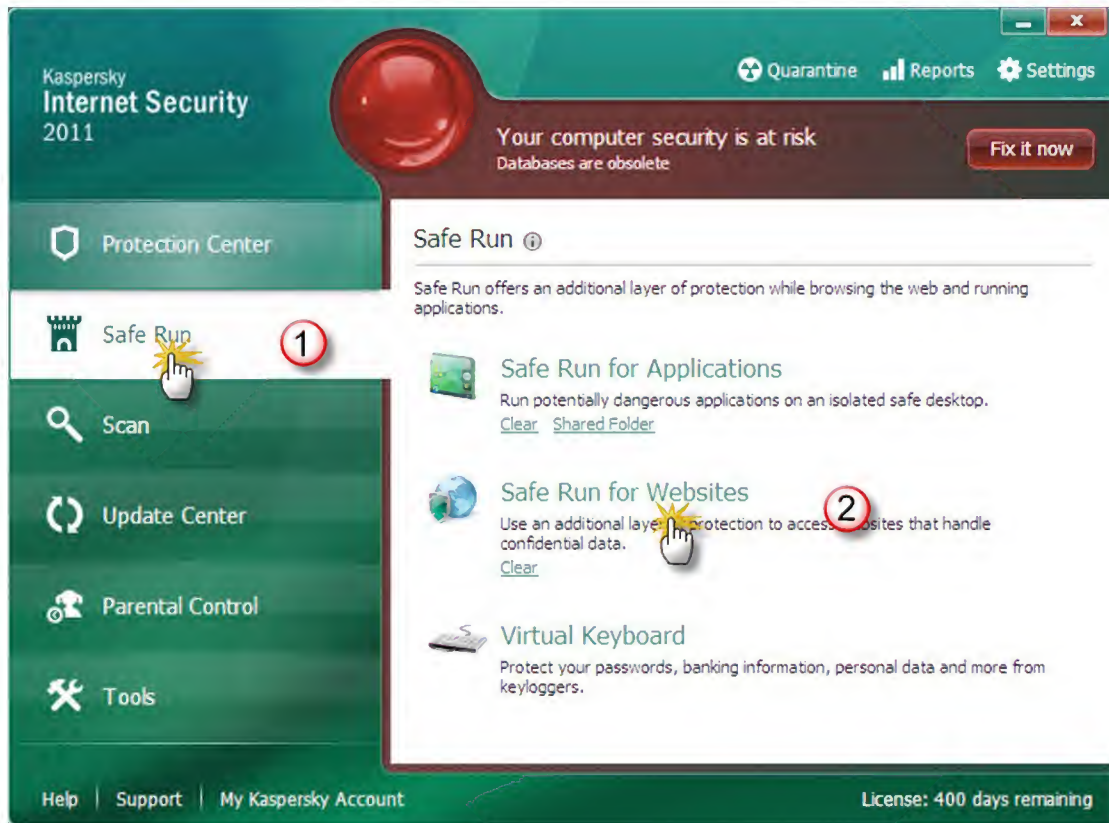 Kaspersky
Internet Security
2011
Quarantine
Reports
Settings
Your computer security is at risk
Databases are obsolete
Fix it now
Protection Center
Safe Run
1
Scan
Update Center
Parental Control
Tools
Safe Run
Safe Run offers an additional layer of protection while browsing the web and running
applications.
Safe Run for Applications
Run potentially dangerous applications on an isolated safe desktop.
Clear Shared Folder
Safe Run for Websites
2
Use an additional protection to access
confidential data.
Clear
Virtual Keyboard
Protect your passwords, banking information, personal data and more from
keyloggers.
Help | Support | My Kaspersky Account
License: 400 days remaining